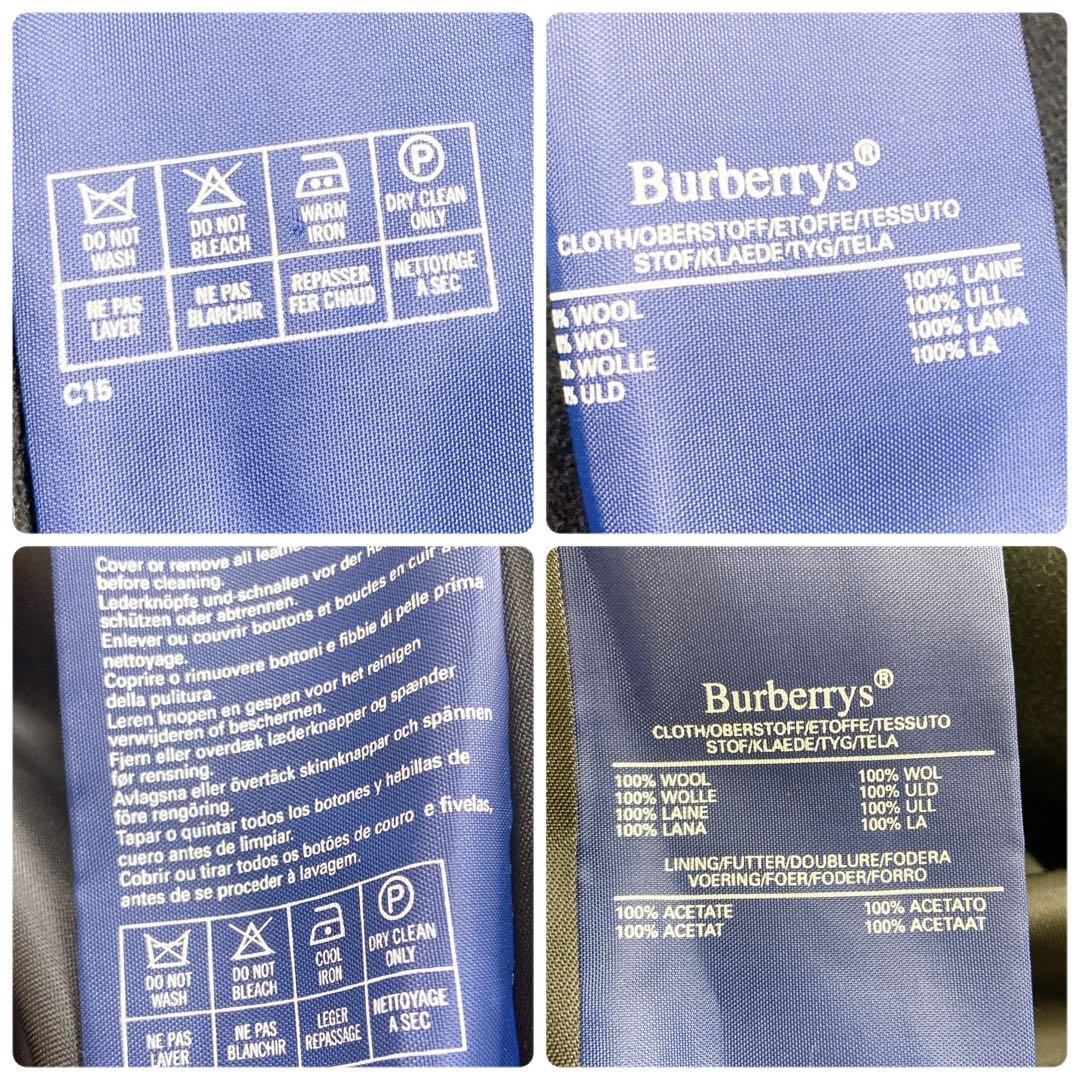 P
DO NOT
WASH
DO NOT
BLEACH
WARM
IRON
DRY CLEAN
ONLY
NE PAS
LAVER
NE PAS
BLANCHIR
REPASSER
FER CHAUD
NETTOYAGE
A SEC
C15
Burberrys®
CLOTH/OBERSTOFF/ETOFFE/TESSUTO
STOF/KLAEDE/TYG/TELA
% WOOL
% WOL
% WOLLE
% ULD
100% LAINE
100% ULL
100% LANA
100% LA
Cover or remove all
before cleaning.
Lederknöpfe und schnallen vor der
schützen oder abtrennen.
Enlever ou couvrir boutons et boucles en cuir
nettoyage.
Coprire o rimuovere bottoni e fibbie di pelle prima
della pulitura.
Leren knopen en gespen voor het reinigen
verwijderen of beschermen.
Fjern eller overdæk læderknapper og spænder
før rensning.
Avlagsna eller övertäck skinnknappar och spännen
före rengöring.
Tapar o quintar todos los botones y hebillas de
cuero antes de limpiar.
Cobrir ou tirar todos os botões de couro e fivelas,
antes de se proceder à lavagem.
P
DO NOT
WASH
DO NOT
BLEACH
COOL
IRON
DRY CLEAN
ONLY
NE PAS
LAVER
NE PAS
BLANCHIR
LEGER
REPASSAGE
NETTOYAGE
A SEC
Burberrys®
CLOTH/OBERSTOFF/ETOFFE/TESSUTO
STOF/KLAEDE/TYG/TELA
100% WOOL
100% WOLLE
100% LAINE
100% LANA
100% WOL
100% ULD
100% ULL
100% LA
LINING/FUTTER/DOUBLURE/FODERA
VOERING/FOER/FODER/FORRO
100% ACETATE
100% ACETAT
100% ACETATO
100% ACETAAT